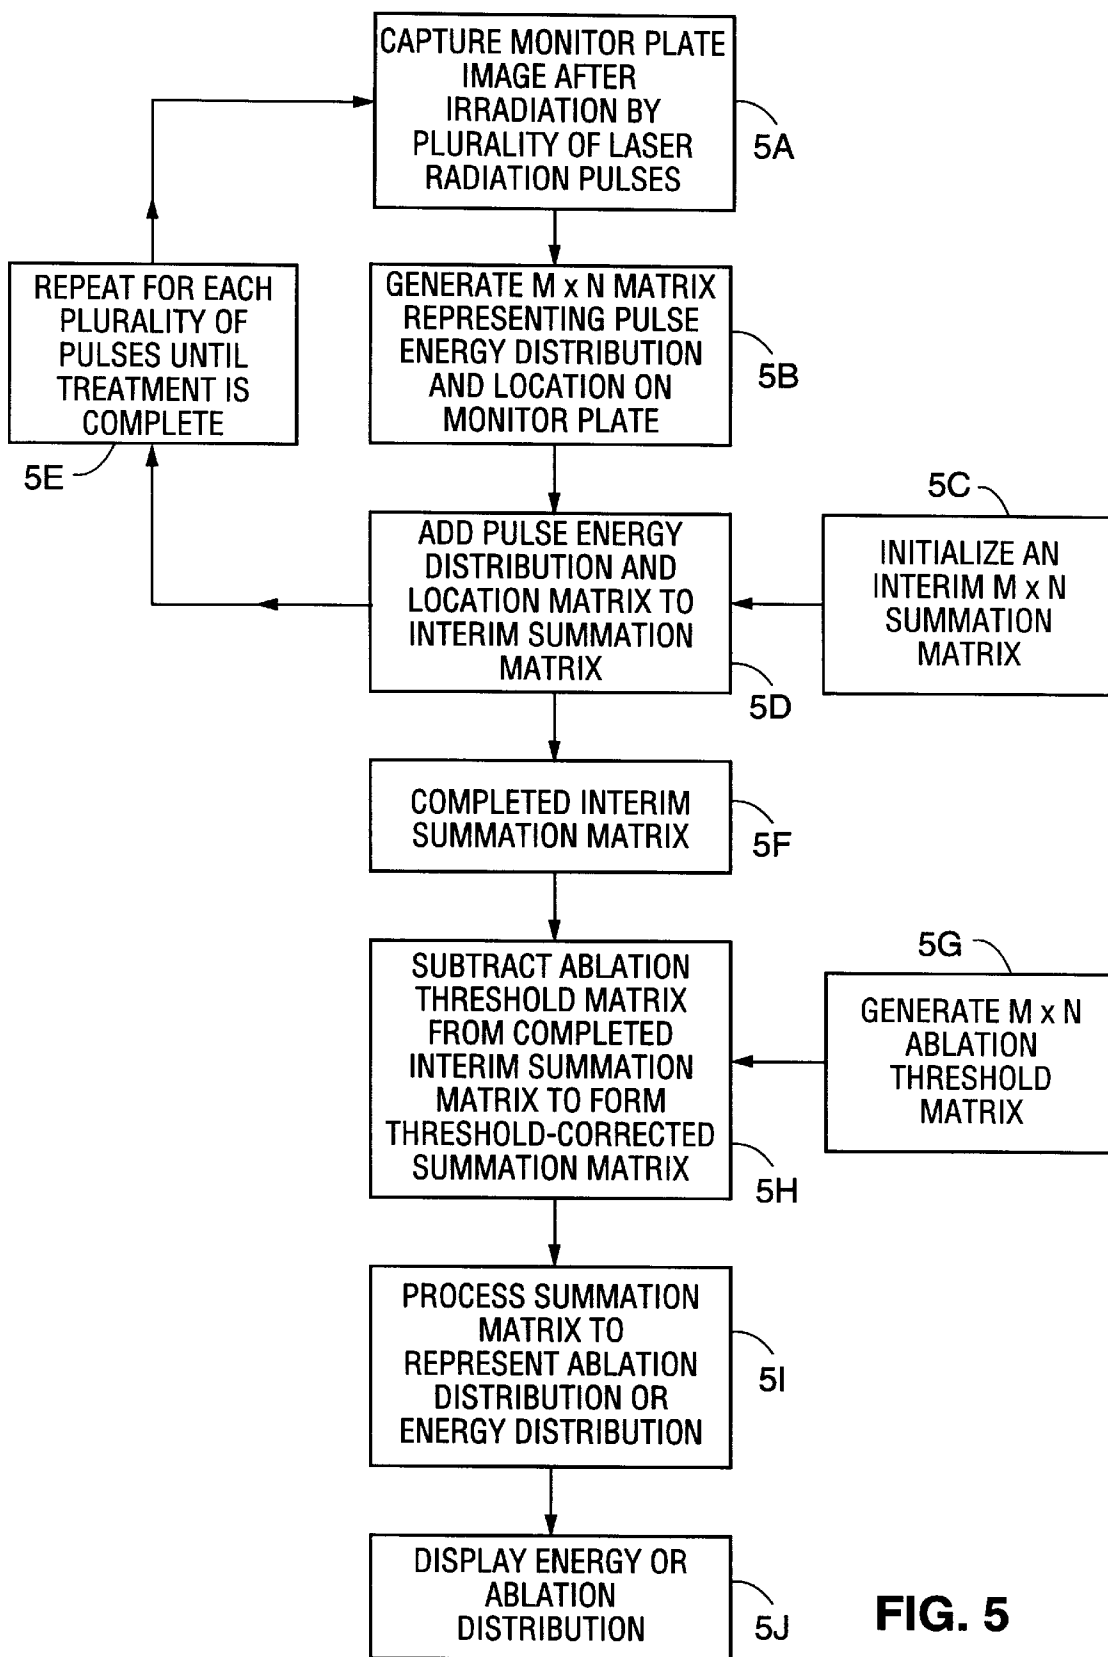 CAPTURE MONITOR PLATE
IMAGE AFTER
IRRADIATION BY
PLURALITY OF LASER
RADIATION PULSES
5A
REPEAT FOR EACH
PLURALITY OF
PULSES UNTIL
TREATMENT IS
COMPLETE
5E
GENERATE M x N MATRIX
REPRESENTING PULSE
ENERGY DISTRIBUTION
AND LOCATION ON
MONITOR PLATE
5B
5C
INITIALIZE AN
INTERIM M x N
SUMMATION
MATRIX
ADD PULSE ENERGY
DISTRIBUTION AND
LOCATION MATRIX TO
INTERIM SUMMATION
MATRIX
5D
COMPLETED INTERIM
SUMMATION MATRIX
5F
5G
GENERATE M x N
ABLATION
THRESHOLD
MATRIX
SUBTRACT ABLATION
THRESHOLD MATRIX
FROM COMPLETED
INTERIM SUMMATION
MATRIX TO FORM
THRESHOLD-CORRECTED
SUMMATION MATRIX
5H
PROCESS SUMMATION
MATRIX TO
REPRESENT ABLATION
DISTRIBUTION OR
ENERGY DISTRIBUTION
5I
DISPLAY ENERGY OR
ABLATION
DISTRIBUTION
5J
FIG. 5